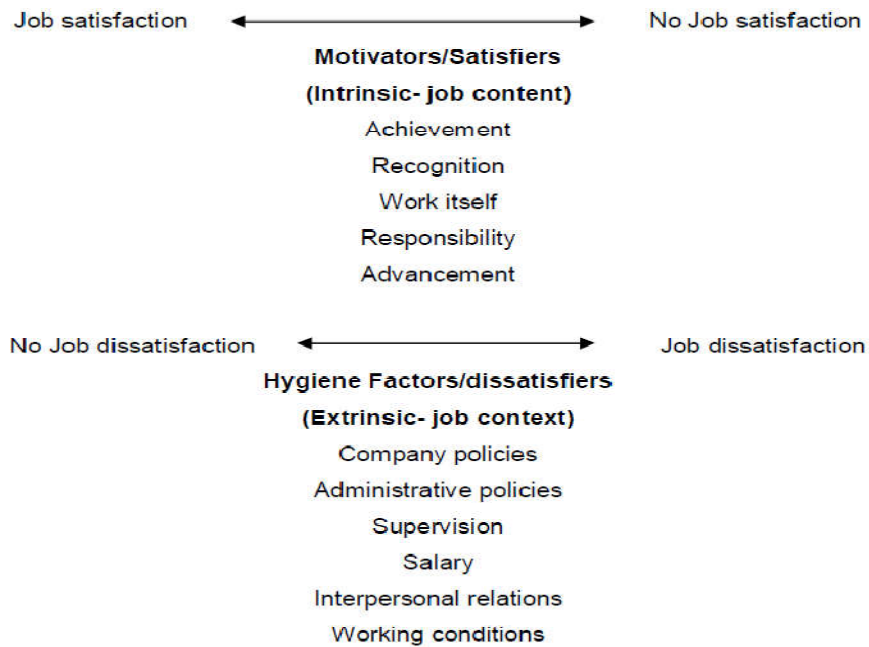 Job satisfaction No Job satisfaction
Motivators/Satisfiers
(Intrinsic- job content)
Achievement
Recognition
Work itself
Responsibility
Advancement
No Job dissatisfaction Job dissatisfaction
Hygiene Factors/dissatisfiers
(Extrinsic- job context)
Company policies
Administrative policies
Supervision
Salary
Interpersonal relations
Working conditions